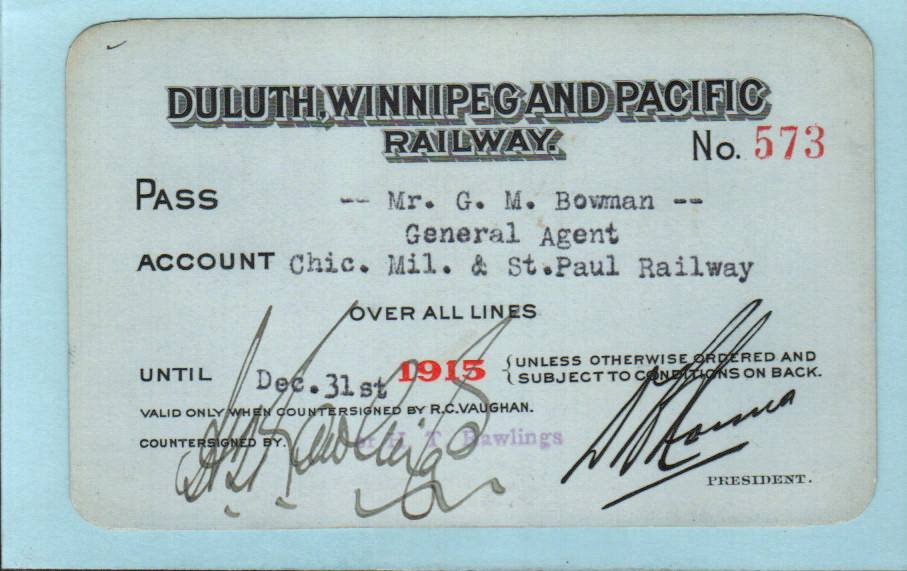 DULUTH, WINNIPEG AND PACIFIC
RAILWAY.
No. 573
PASS -- Mr. G. M. Bowman --
General Agent
ACCOUNT Chic. Mil. & St.Paul Railway
OVER ALL LINES
UNTIL Dec.31st 1915 { UNLESS OTHERWISE ORDERED AND
SUBJECT TO CONDITIONS ON BACK.
VALID ONLY WHEN COUNTERSIGNED BY R.C.VAUGHAN.
COUNTERSIGNED BY. or H. T. Rawlings
PRESIDENT.